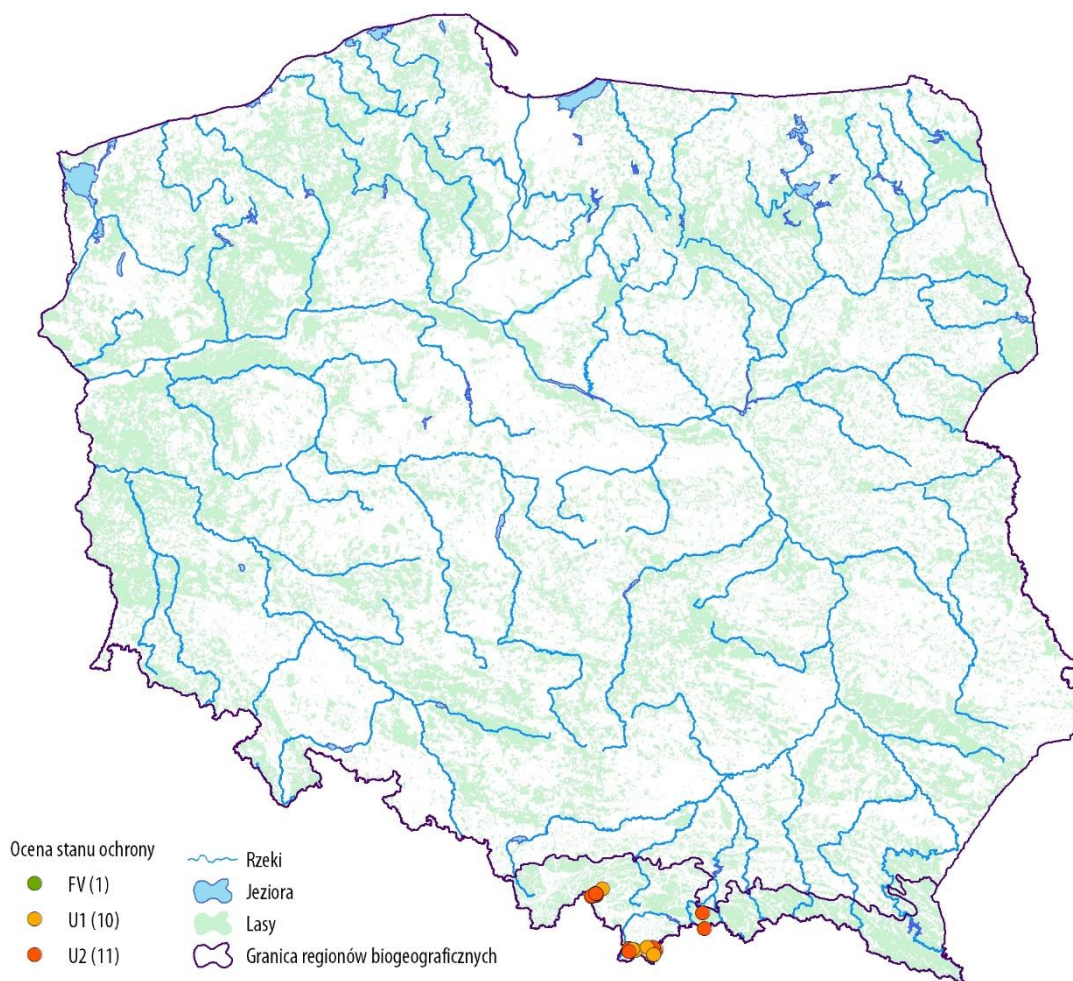 Ocena stanu ochrony
FV (1)
U1 (10)
U2 (11)
Rzeki
Jeziora
Lasy
Granica regionów biogeograficznych